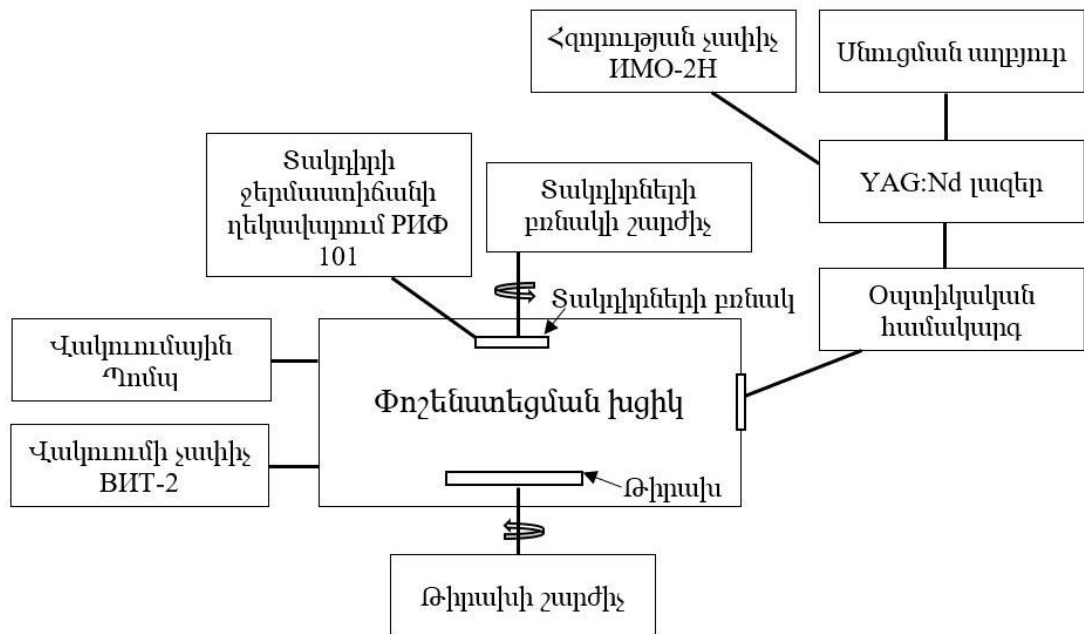 Հզորության չափիչ
ИМО-2Н
Սնուցման աղբյուր
Տակդիրի
ջերմաստիճանի
ղեկավարում РИФ
101
Տակդիրների
բռնակի շարժիչ
YAG:Nd լազեր
Տակդիրների բռնակ
Օպտիկական
համակարգ
Վակուումային
Պոմպ
Փոշենստեցման խցիկ
Վակուումի չափիչ
ВИТ-2
Թիրախ
Թիրախի շարժիչ